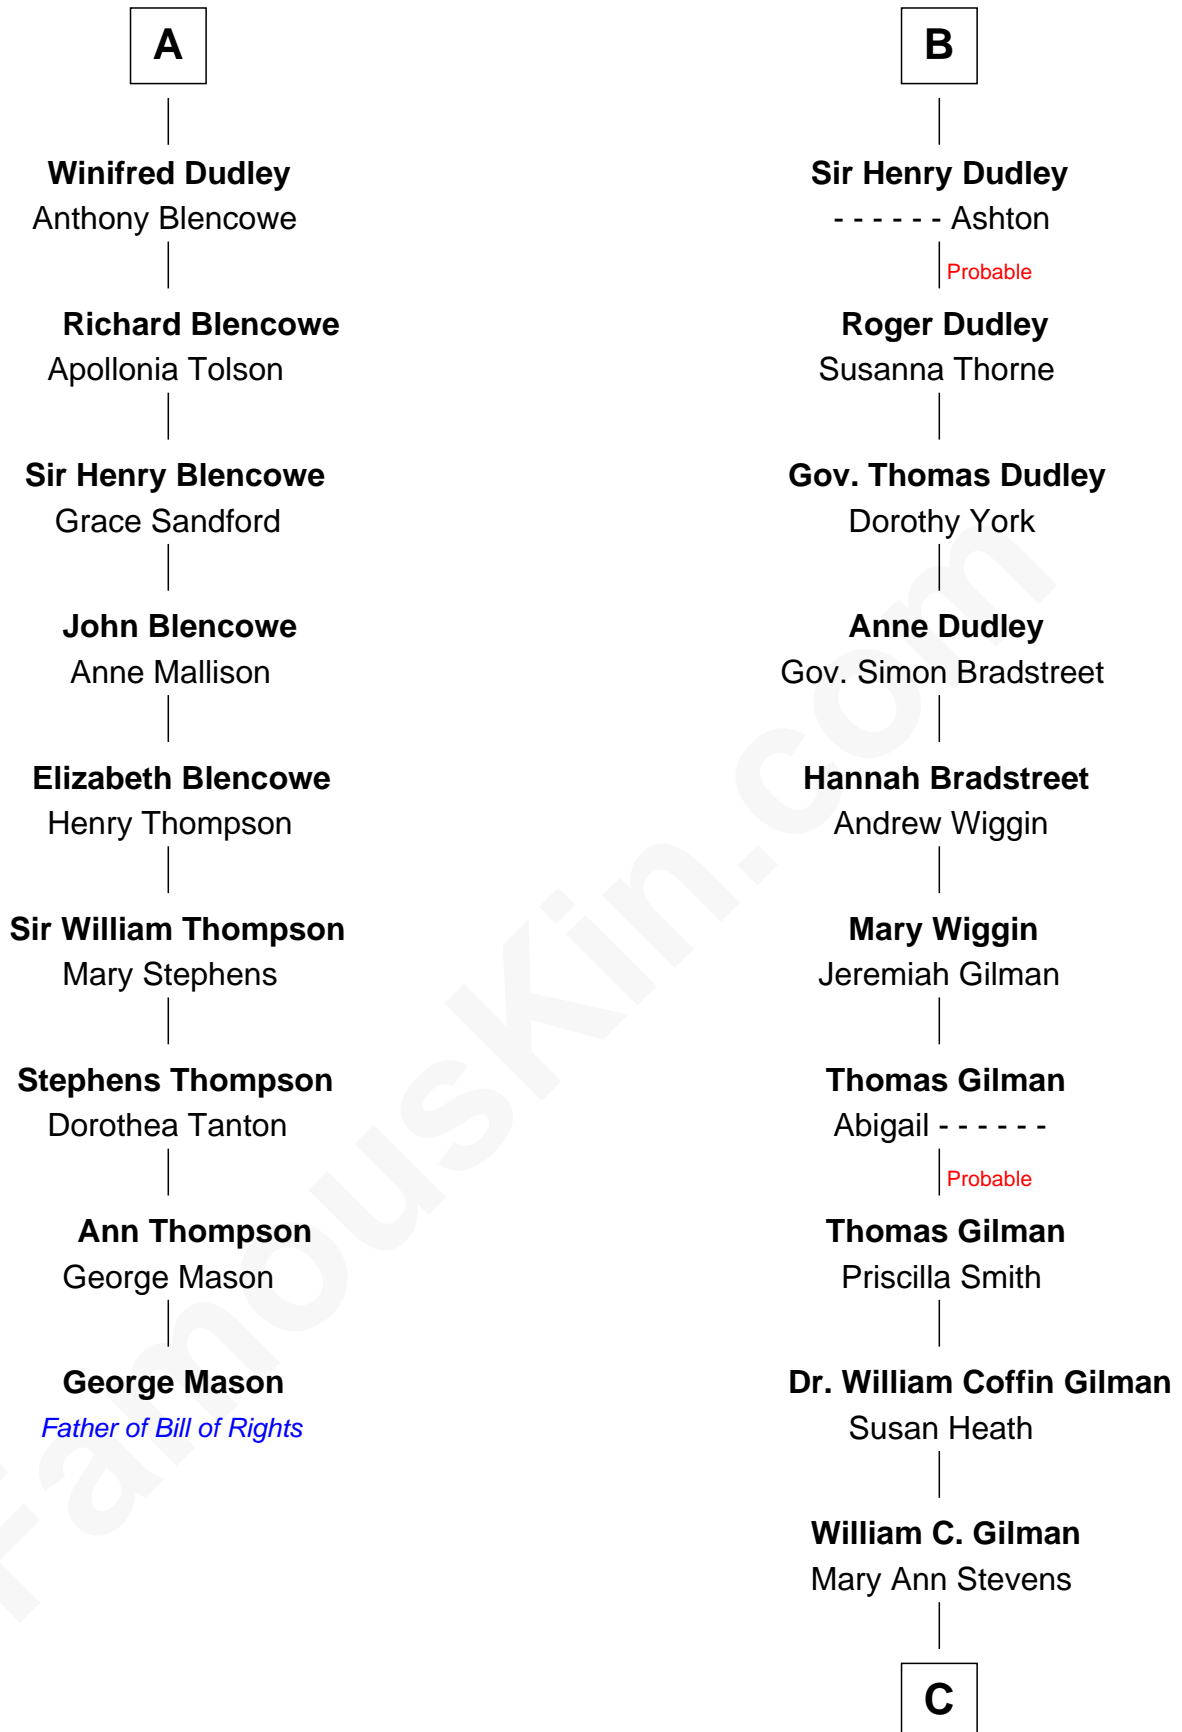 A
Winifred Dudley
Anthony Blencowe
Richard Blencowe
Apollonia Tolson
Sir Henry Blencowe
Grace Sandford
John Blencowe
Anne Mallison
Elizabeth Blencowe
Henry Thompson
Sir William Thompson
Mary Stephens
Stephens Thompson
Dorothea Tanton
Ann Thompson
George Mason
George Mason
Father of Bill of Rights
B
Sir Henry Dudley
- - - - - - Ashton
Probable
Roger Dudley
Susanna Thorne
Gov. Thomas Dudley
Dorothy York
Anne Dudley
Gov. Simon Bradstreet
Hannah Bradstreet
Andrew Wiggin
Mary Wiggin
Jeremiah Gilman
Thomas Gilman
Abigail - - - - - -
Probable
Thomas Gilman
Priscilla Smith
Dr. William Coffin Gilman
Susan Heath
William C. Gilman
Mary Ann Stevens
C
FamousKin.com